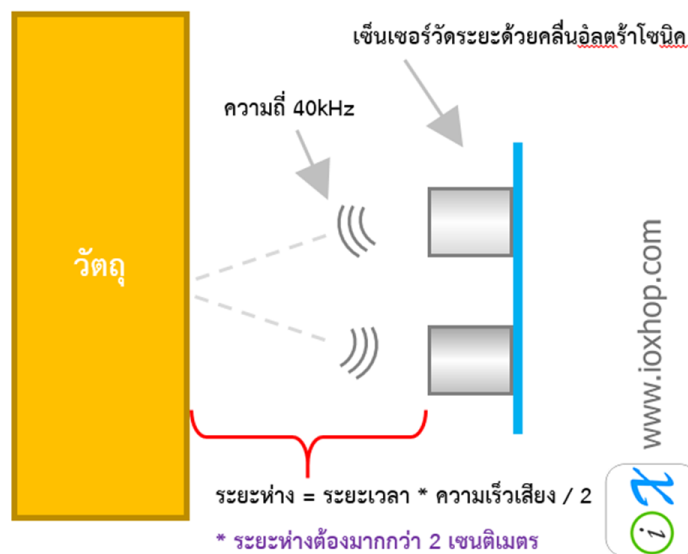 เซ็นเซอร์วัดระยะด้วยคลื่นอิลตร้าโซนิค
ความถี่ 40kHz
วัตถุ
www.ioxhop.com
ระยะห่าง = ระยะเวลา * ความเร็วเสียง / 2
* ระยะห่างต้องมากกว่า 2 เซนติเมตร
iX